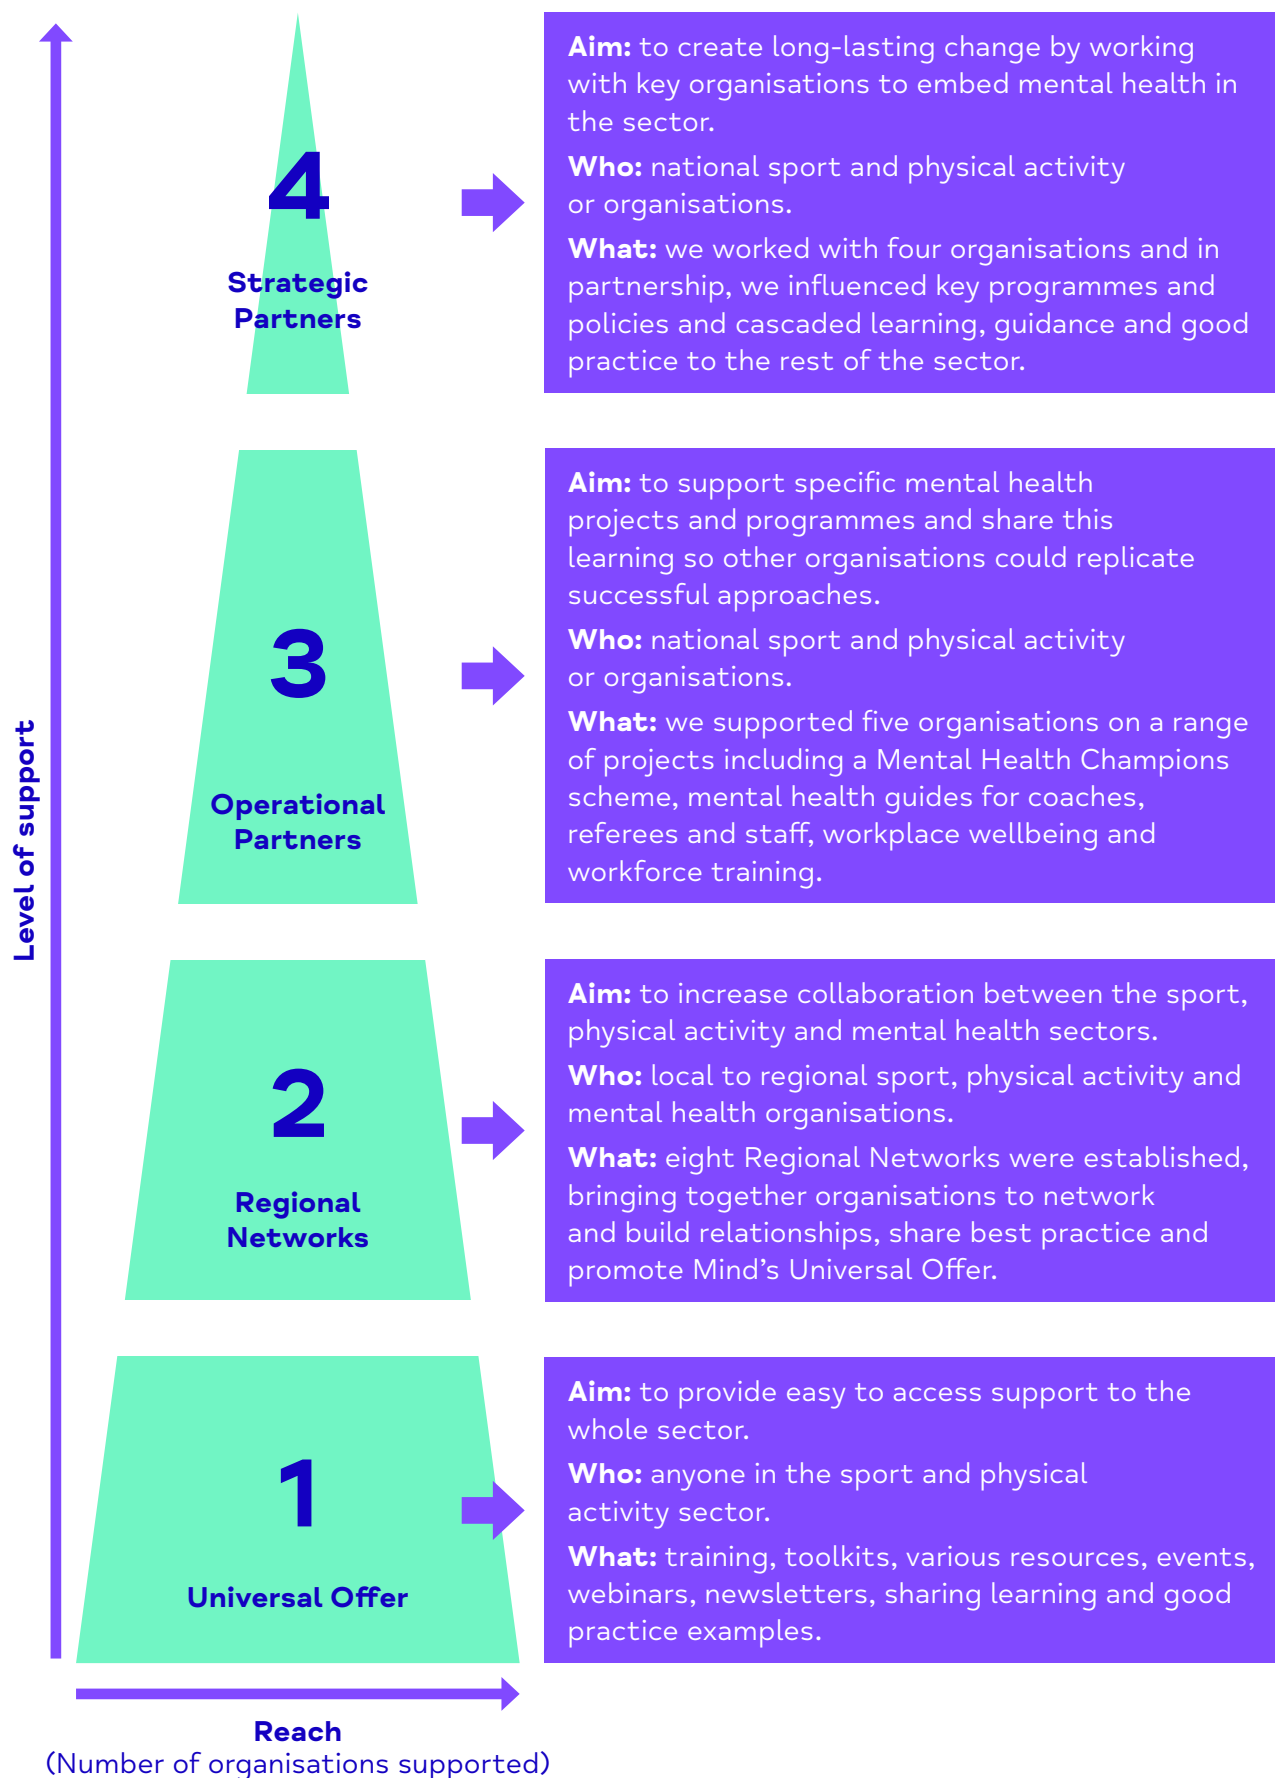 4
Strategic
Partners
Aim: to create long-lasting change by working
with key organisations to embed mental health in
the sector.
Who: national sport and physical activity
or organisations.
What: we worked with four organisations and in
partnership, we influenced key programmes and
policies and cascaded learning, guidance and good
practice to the rest of the sector.
3
Operational
Partners
Aim: to support specific mental health
projects and programmes and share this
learning so other organisations could replicate
successful approaches.
Who: national sport and physical activity
or organisations.
What: we supported five organisations on a range
of projects including a Mental Health Champions
scheme, mental health guides for coaches,
referees and staff, workplace wellbeing and
workforce training.
Level of support
2
Regional
Networks
Aim: to increase collaboration between the sport,
physical activity and mental health sectors.
Who: local to regional sport, physical activity and
mental health organisations.
What: eight Regional Networks were established,
bringing together organisations to network
and build relationships, share best practice and
promote Mind’s Universal Offer.
1
Universal Offer
Aim: to provide easy to access support to the
whole sector.
Who: anyone in the sport and physical
activity sector.
What: training, toolkits, various resources, events,
webinars, newsletters, sharing learning and good
practice examples.
Reach
(Number of organisations supported)